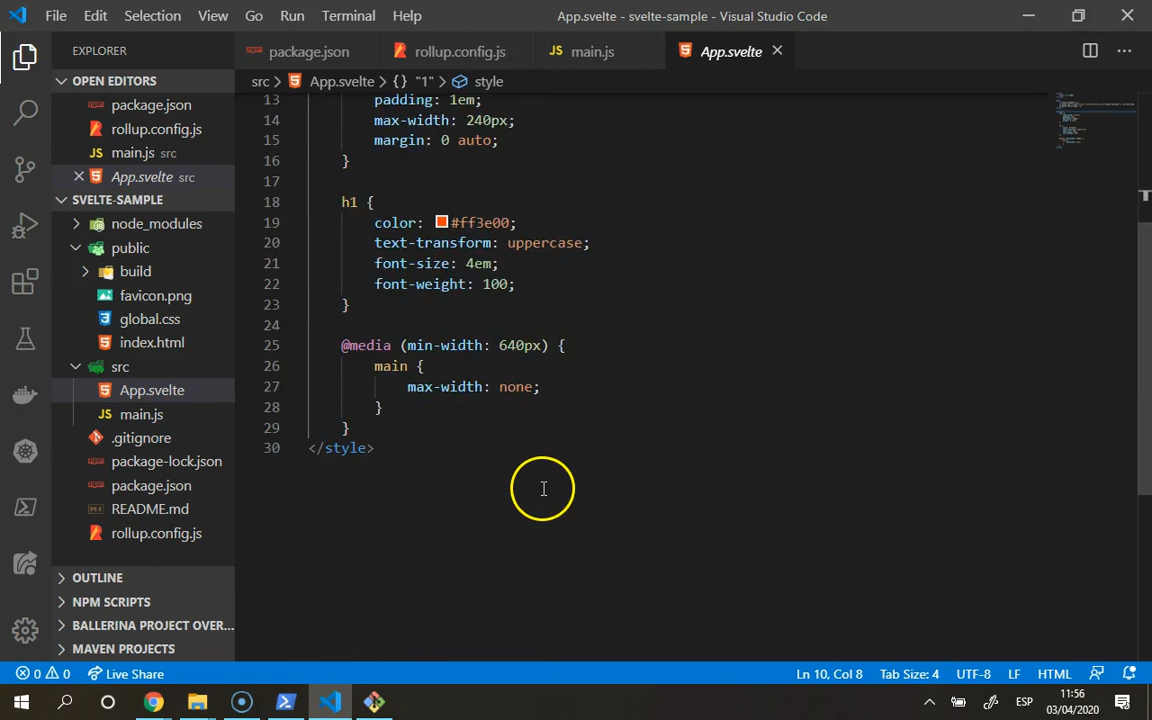 File Edit Selection View Go Run Terminal Help
App.svelte - svelte-sample - Visual Studio Code
EXPLORER
OPEN EDITORS
package.json
rollup.config.js
main.js src
App.svelte src
SVELTE-SAMPLE
node_modules
public
build
favicon.png
global.css
index.html
src
App.svelte
JS main.js
.gitignore
package-lock.json
package.json
README.md
rollup.config.js
OUTLINE
NPM SCRIPTS
BALLERINA PROJECT OVER...
MAVEN PROJECTS
package.json rollup.config.js JS main.js App.svelte
src > App.svelte > {} "1" > style
13 padding: 1em;
14 max-width: 240px;
15 margin: 0 auto;
16 }
17
18 h1 {
19 color: #ff3e00;
20 text-transform: uppercase;
21 font-size: 4em;
22 font-weight: 100;
23 }
24
25 @media (min-width: 640px) {
26 main {
27 max-width: none;
28 }
29 }
30 </style>
0 0 Live Share Ln 10, Col 8 Tab Size: 4 UTF-8 LF HTML
ESP 11:56
03/04/2020